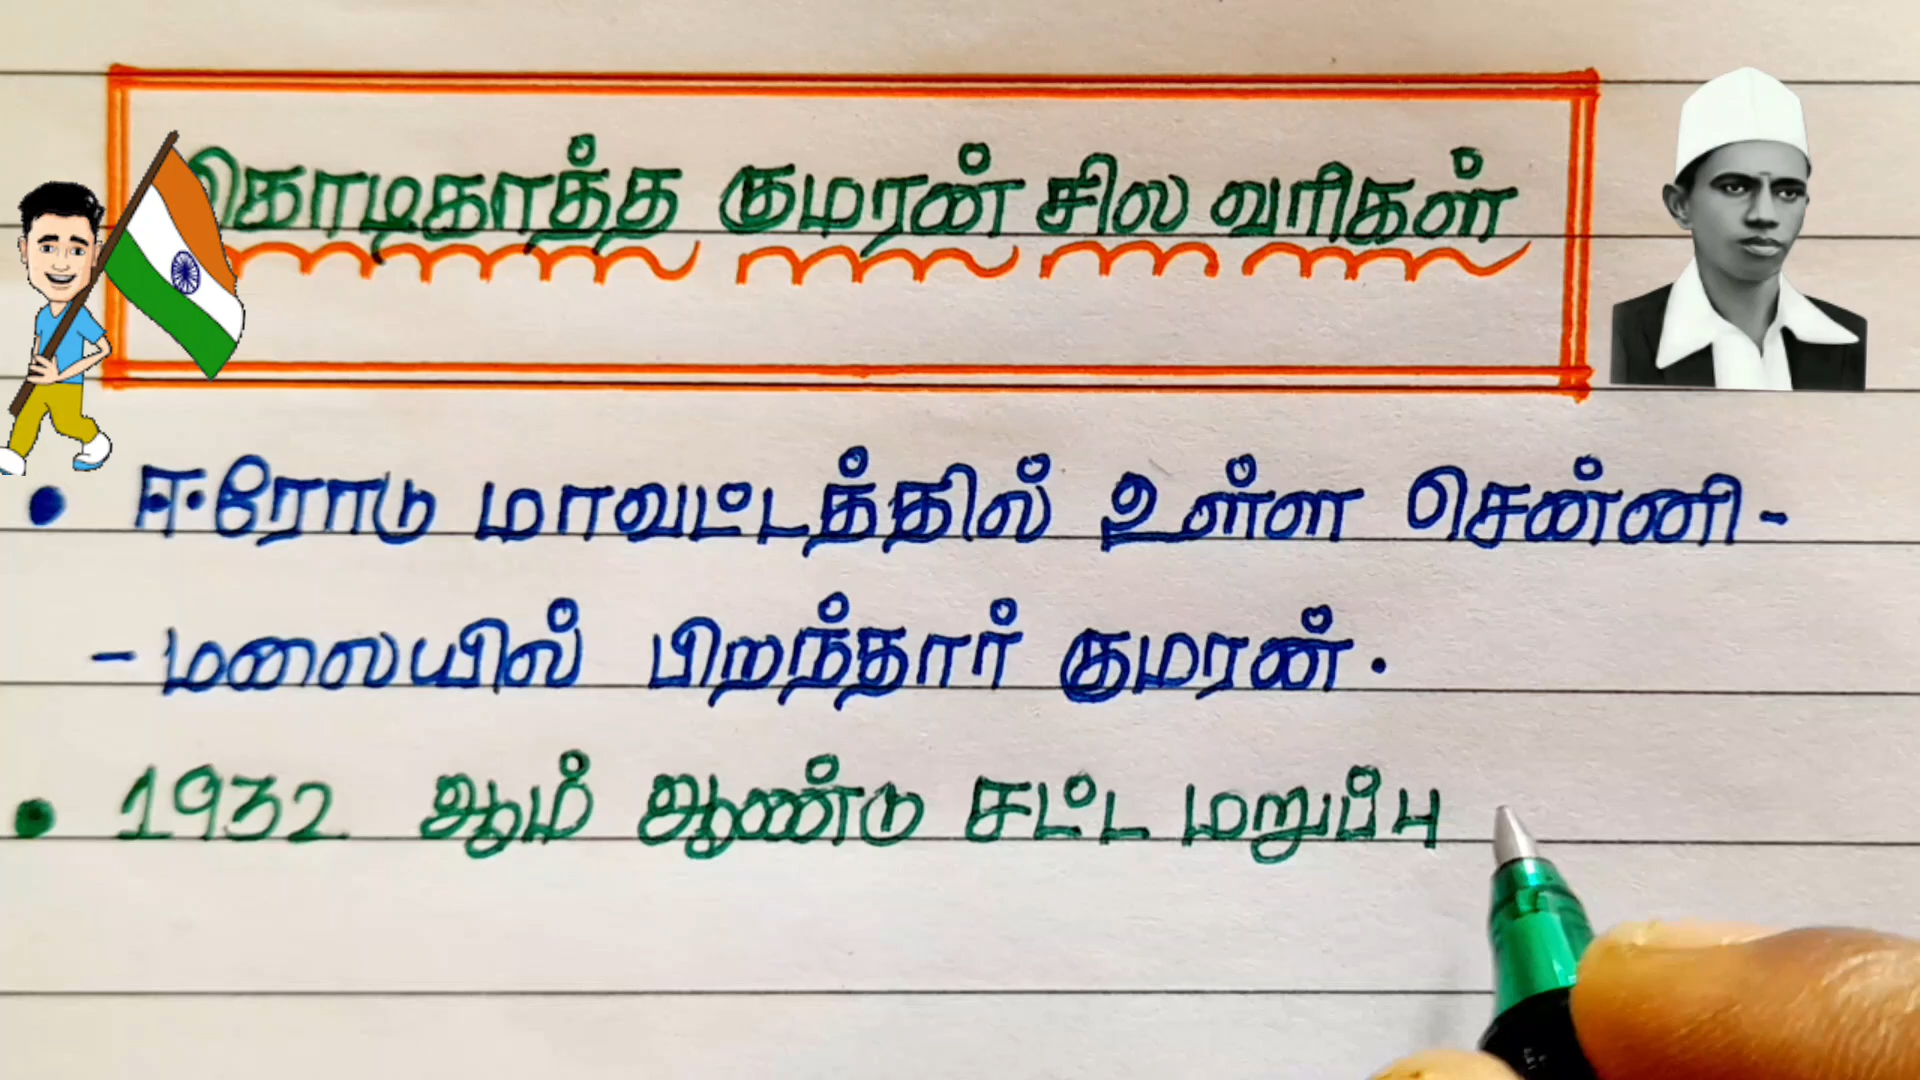 கொடிகாத்த குமரன் சில வரிகள்
• ஈரோடு மாவட்டத்தில் உள்ள சென்னி-
-மலையில் பிறந்தார் குமரன்.
• 1932 ஆம் ஆண்டு சட்ட மறுப்பு